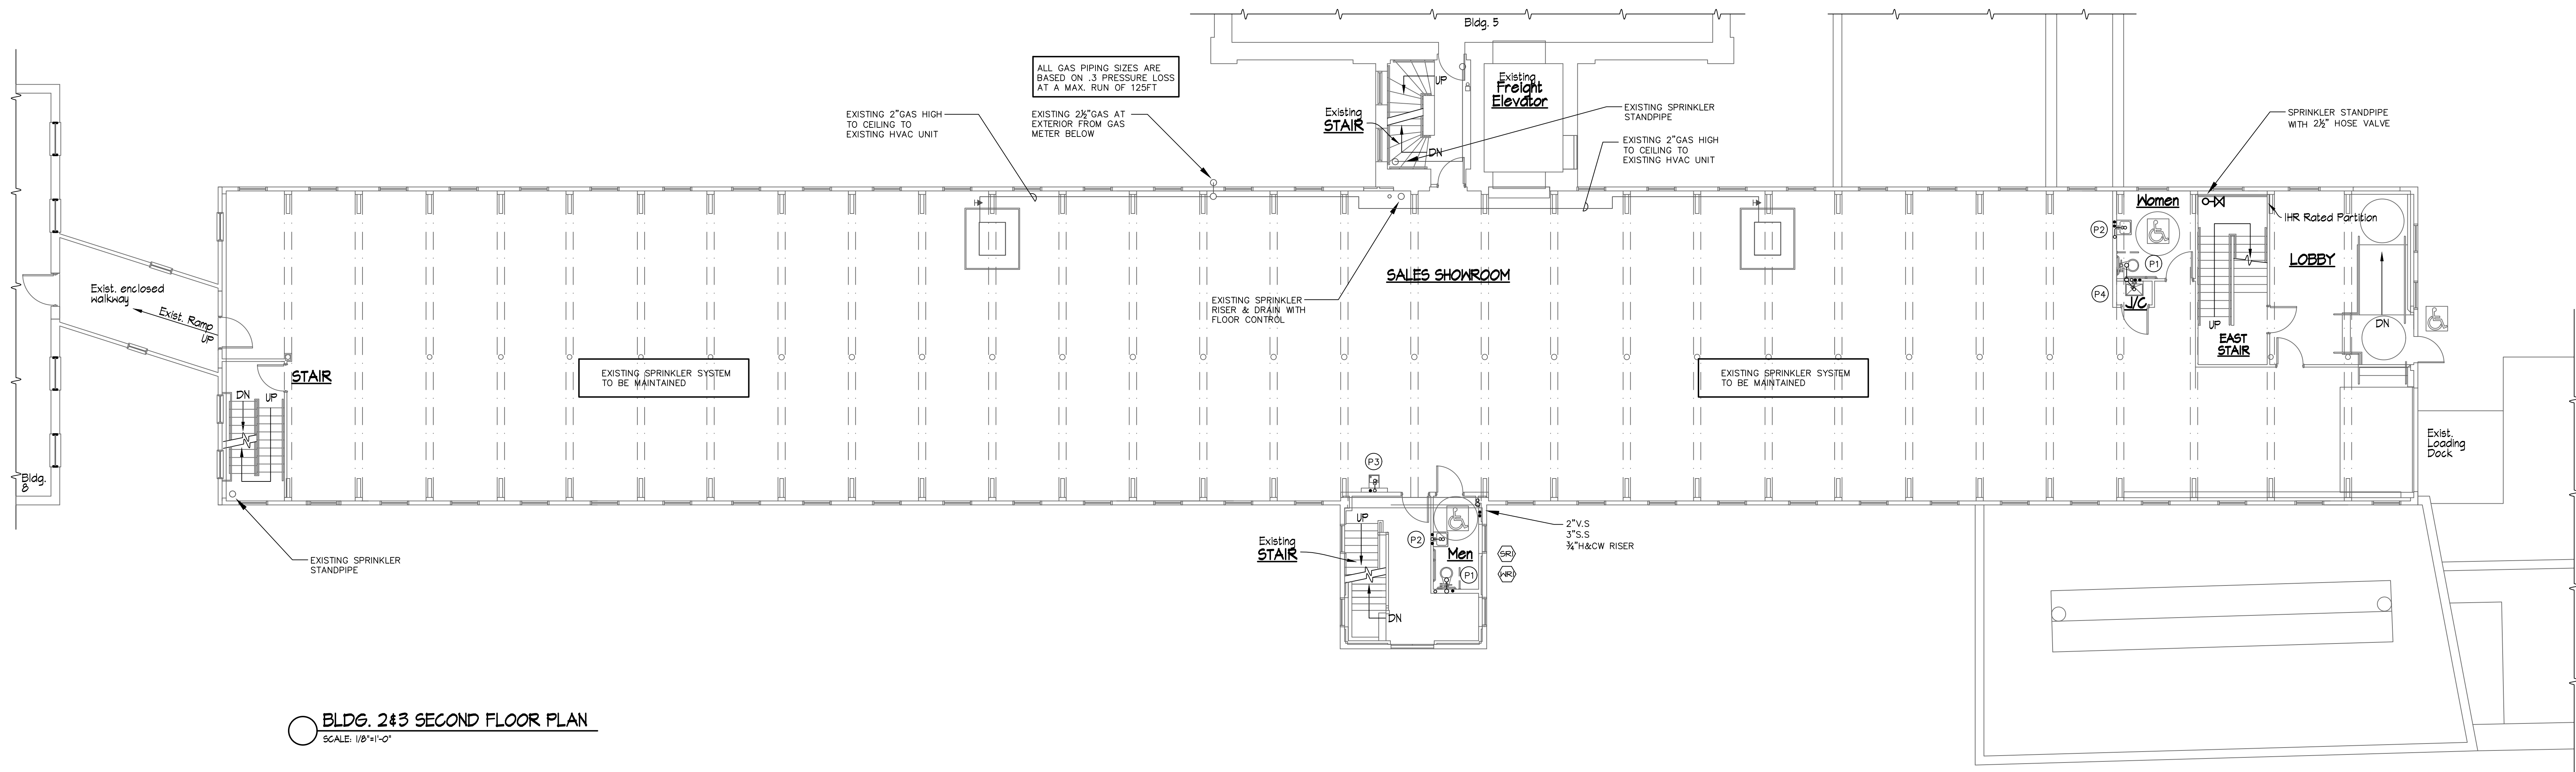 Bldg. 5
ALL GAS PIPING SIZES ARE
BASED ON .3 PRESSURE LOSS
AT A MAX. RUN OF 125FT
EXISTING 2"GAS HIGH
TO CEILING TO
EXISTING HVAC UNIT
EXISTING 2½"GAS AT
EXTERIOR FROM GAS
METER BELOW
Existing
STAIR
UP
DN
Existing
Freight
Elevator
EXISTING SPRINKLER
STANDPIPE
EXISTING 2"GAS HIGH
TO CEILING TO
EXISTING HVAC UNIT
SPRINKLER STANDPIPE
WITH 2½" HOSE VALVE
Women
1HR Rated Partition
P2
P1
P4
J/C
LOBBY
UP
DN
EAST
STAIR
SALES SHOWROOM
EXISTING SPRINKLER
RISER & DRAIN WITH
FLOOR CONTROL
Exist. enclosed
walkway
Exist. Ramp
UP
STAIR
DN
UP
EXISTING SPRINKLER SYSTEM
TO BE MAINTAINED
EXISTING SPRINKLER SYSTEM
TO BE MAINTAINED
Exist.
Loading
Dock
Bldg.
8
P3
UP
P2
Men
P1
DN
Existing
STAIR
2"V.S
3"S.S
¾"H&CW RISER
SR1
WR1
EXISTING SPRINKLER
STANDPIPE
BLDG. 2&3 SECOND FLOOR PLAN
SCALE: 1/8"=1'-0"